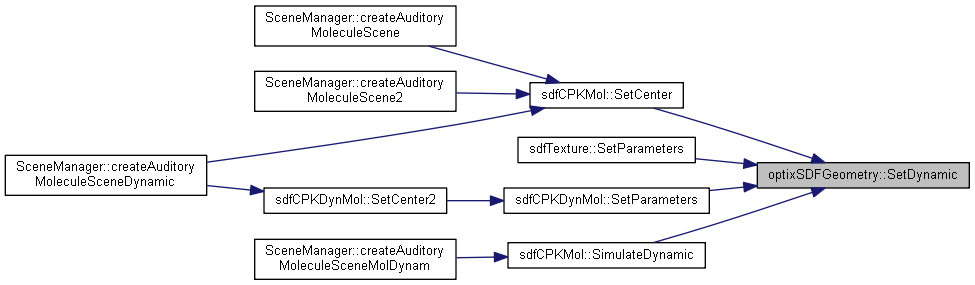 SceneManager::createAuditory
MoleculeScene
SceneManager::createAuditory
MoleculeScene2
sdfCPKMol::SetCenter
sdfTexture::SetParameters
SceneManager::createAuditory
MoleculeSceneDynamic
optixSDFGeometry::SetDynamic
sdfCPKDynMol::SetCenter2
sdfCPKDynMol::SetParameters
SceneManager::createAuditory
MoleculeSceneMolDynam
sdfCPKMol::SimulateDynamic